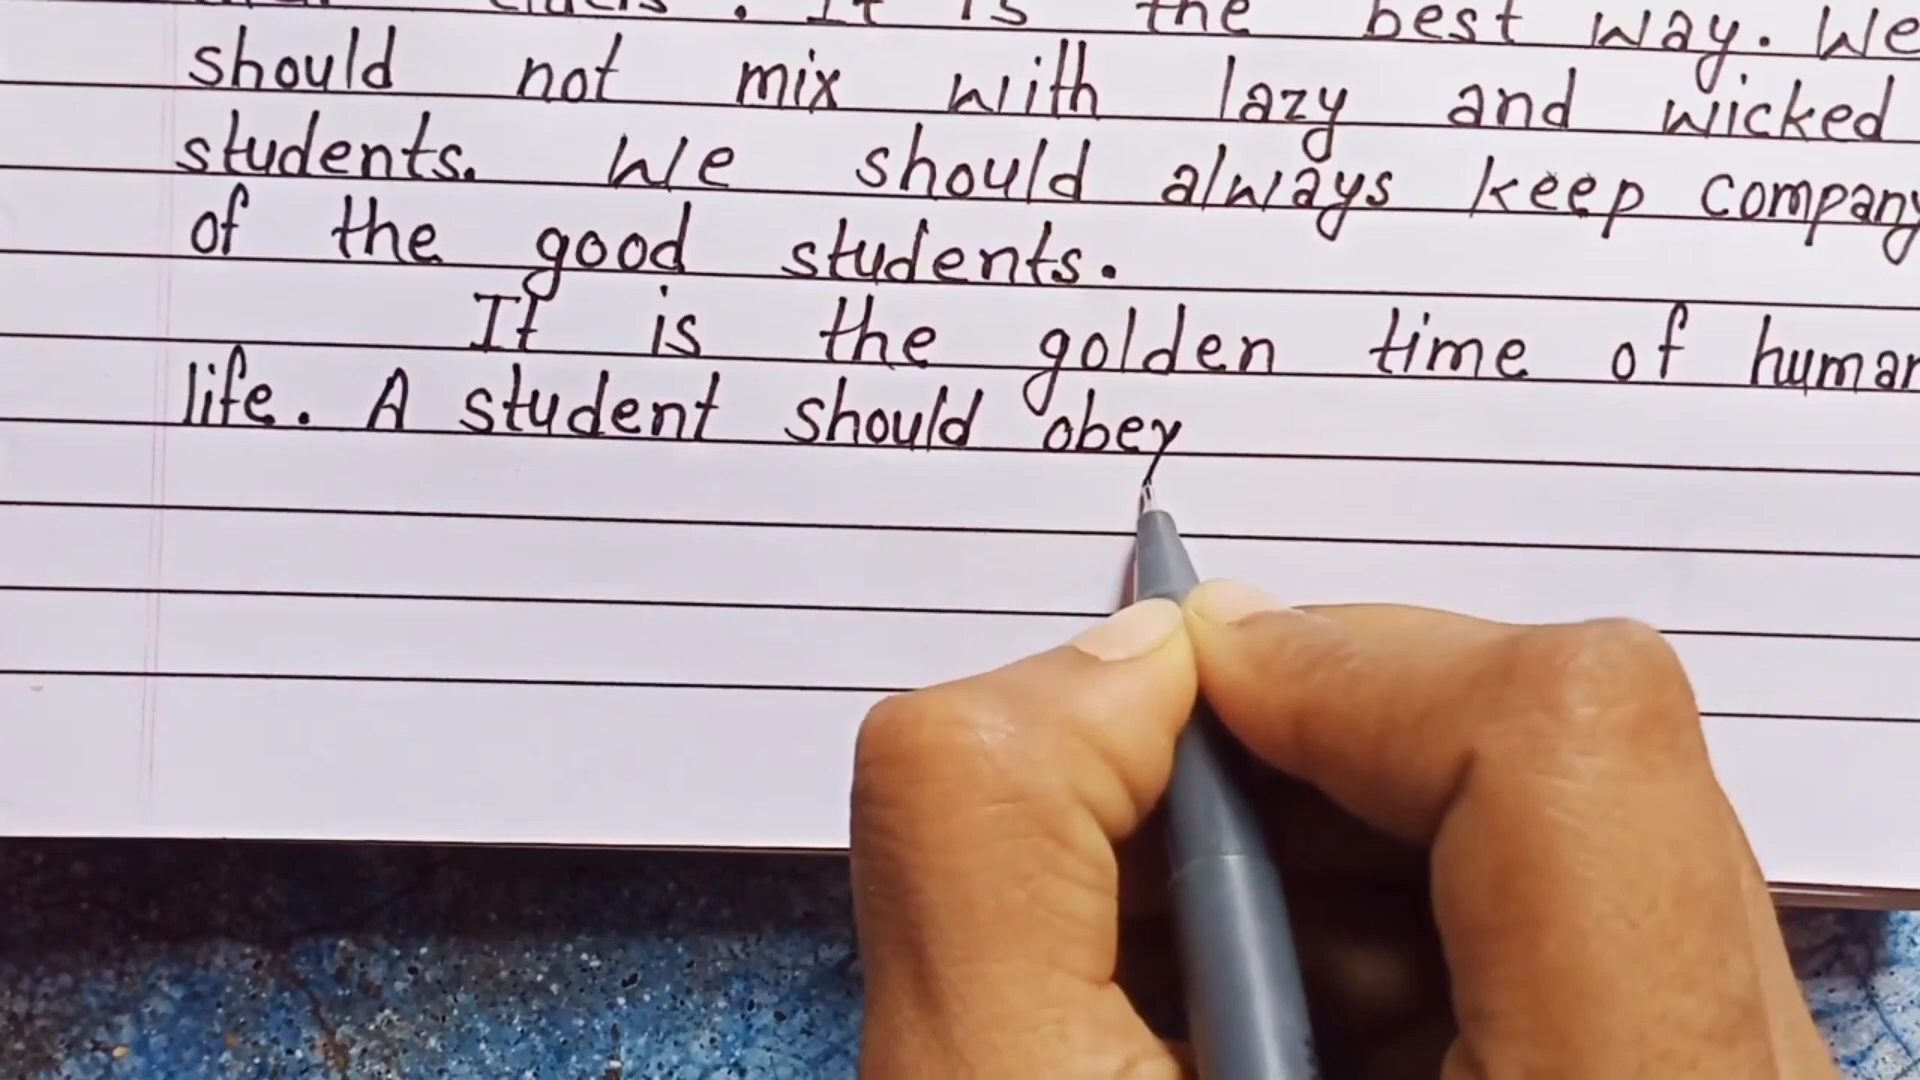 . It is the best way. We
should not mix with lazy and wicked
students. We should always keep company
of the good students.
It is the golden time of human
life. A student should obey